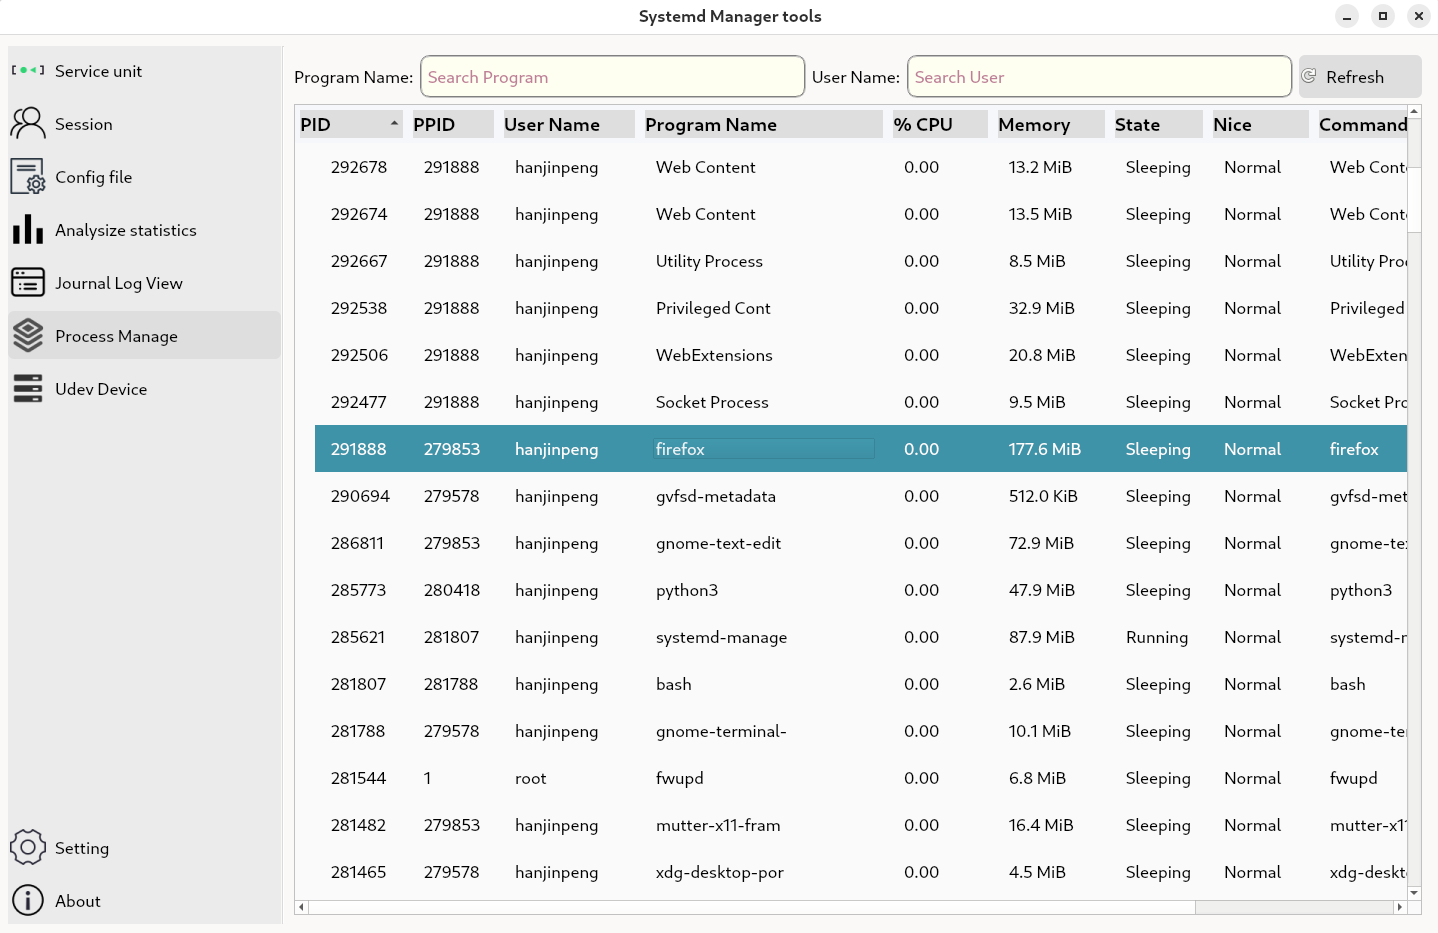 Systemd Manager tools
Service unit
Session
Config file
Analysize statistics
Journal Log View
Process Manage
Udev Device
Setting
About
Program Name: Search Program User Name: Search User Refresh
PID PPID User Name Program Name % CPU Memory State Nice Command
292678 291888 hanjinpeng Web Content 0.00 13.2 MiB Sleeping Normal Web Cont
292674 291888 hanjinpeng Web Content 0.00 13.5 MiB Sleeping Normal Web Cont
292667 291888 hanjinpeng Utility Process 0.00 8.5 MiB Sleeping Normal Utility Proc
292538 291888 hanjinpeng Privileged Cont 0.00 32.9 MiB Sleeping Normal Privileged
292506 291888 hanjinpeng WebExtensions 0.00 20.8 MiB Sleeping Normal WebExten
292477 291888 hanjinpeng Socket Process 0.00 9.5 MiB Sleeping Normal Socket Prc
291888 279853 hanjinpeng firefox 0.00 177.6 MiB Sleeping Normal firefox
290694 279578 hanjinpeng gvfsd-metadata 0.00 512.0 KiB Sleeping Normal gvfsd-met
286811 279853 hanjinpeng gnome-text-edit 0.00 72.9 MiB Sleeping Normal gnome-te
285773 280418 hanjinpeng python3 0.00 47.9 MiB Sleeping Normal python3
285621 281807 hanjinpeng systemd-manage 0.00 87.9 MiB Running Normal systemd-
281807 281788 hanjinpeng bash 0.00 2.6 MiB Sleeping Normal bash
281788 279578 hanjinpeng gnome-terminal- 0.00 10.1 MiB Sleeping Normal gnome-te
281544 1 root fwupd 0.00 6.8 MiB Sleeping Normal fwupd
281482 279853 hanjinpeng mutter-x11-fram 0.00 16.4 MiB Sleeping Normal mutter-x1
281465 279578 hanjinpeng xdg-desktop-por 0.00 4.5 MiB Sleeping Normal xdg-deskt